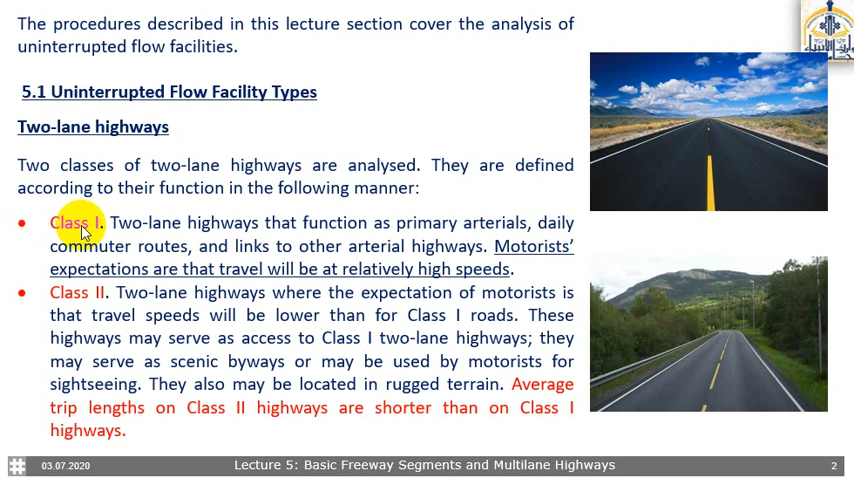 The procedures described in this lecture section cover the analysis of
uninterrupted flow facilities.
5.1 Uninterrupted Flow Facility Types
Two-lane highways
Two classes of two-lane highways are analysed. They are defined
according to their function in the following manner:
• Class I. Two-lane highways that function as primary arterials, daily
commuter routes, and links to other arterial highways. Motorists’
expectations are that travel will be at relatively high speeds.
• Class II. Two-lane highways where the expectation of motorists is
that travel speeds will be lower than for Class I roads. These
highways may serve as access to Class I two-lane highways; they
may serve as scenic byways or may be used by motorists for
sightseeing. They also may be located in rugged terrain. Average
trip lengths on Class II highways are shorter than on Class I
highways.
03.07.2020
Lecture 5: Basic Freeway Segments and Multilane Highways
2